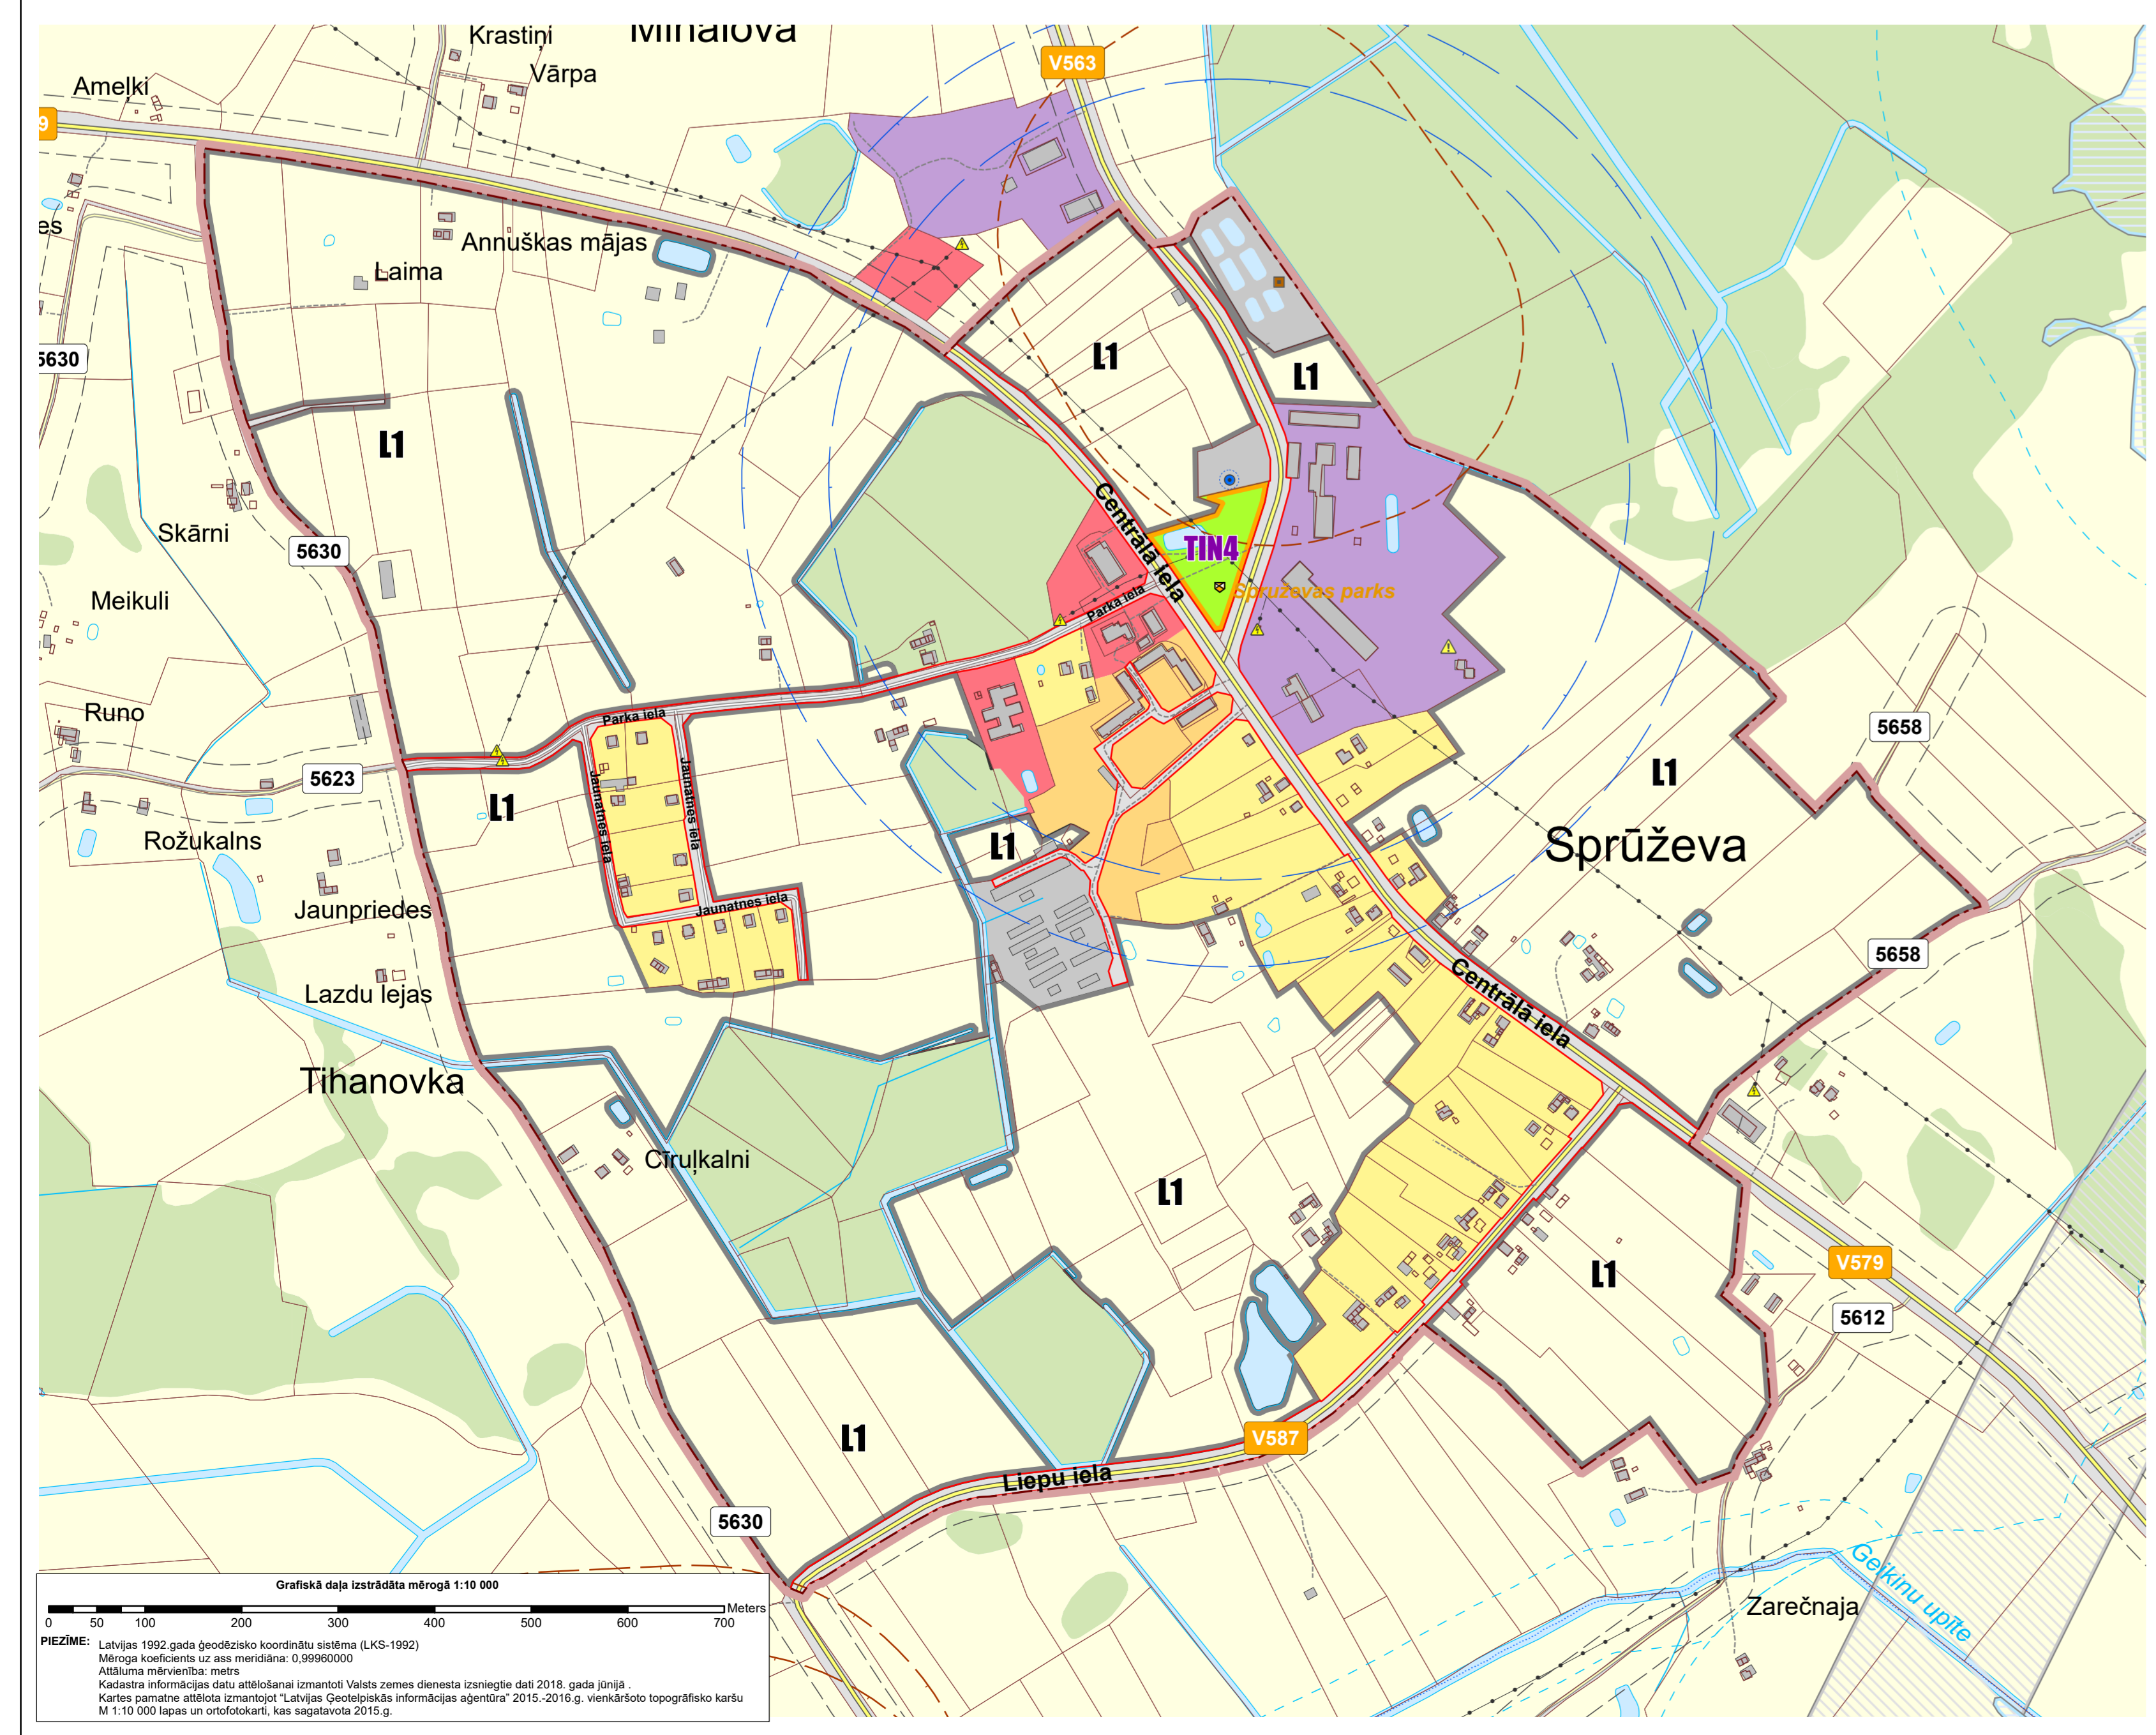 Krastiņi
Vārpa
V563
Ameļki
9
es
Annuškas mājas
Laima
5630
L1
L1
L1
Skārni
5630
Centrālā iela
TIN4
Sprūževas parks
Meikuli
Parka iela
Runo
Parka iela
5623
5658
L1
L1
Jaunatnes iela
Jaunatnes iela
L1
Sprūževa
Rožukalns
Jaunpriedes
Jaunatnes iela
5658
Lazdu lejas
Centrālā iela
Tihanovka
Cīruļkalni
L1
V579
L1
5612
L1
V587
Liepu iela
5630
Geikinu upīte
Zarečnaja
Grafiskā daļa izstrādāta mērogā 1:10 000
0 50 100 200 300 400 500 600 700 Meters
PIEZĪME: Latvijas 1992.gada ģeodēzisko koordinātu sistēma (LKS-1992)
Mēroga koeficients uz ass meridiāna: 0,99960000
Attāluma mērvienība: metrs
Kadastra informācijas datu attēlošanai izmantoti Valsts zemes dienesta izsniegtie dati 2018. gada jūnijā .
Kartes pamatne attēlota izmantojot “Latvijas Ģeotelpiskās informācijas aģentūra” 2015.-2016.g. vienkāršoto topogrāfisko karšu
M 1:10 000 lapas un ortofotokarti, kas sagatavota 2015.g.